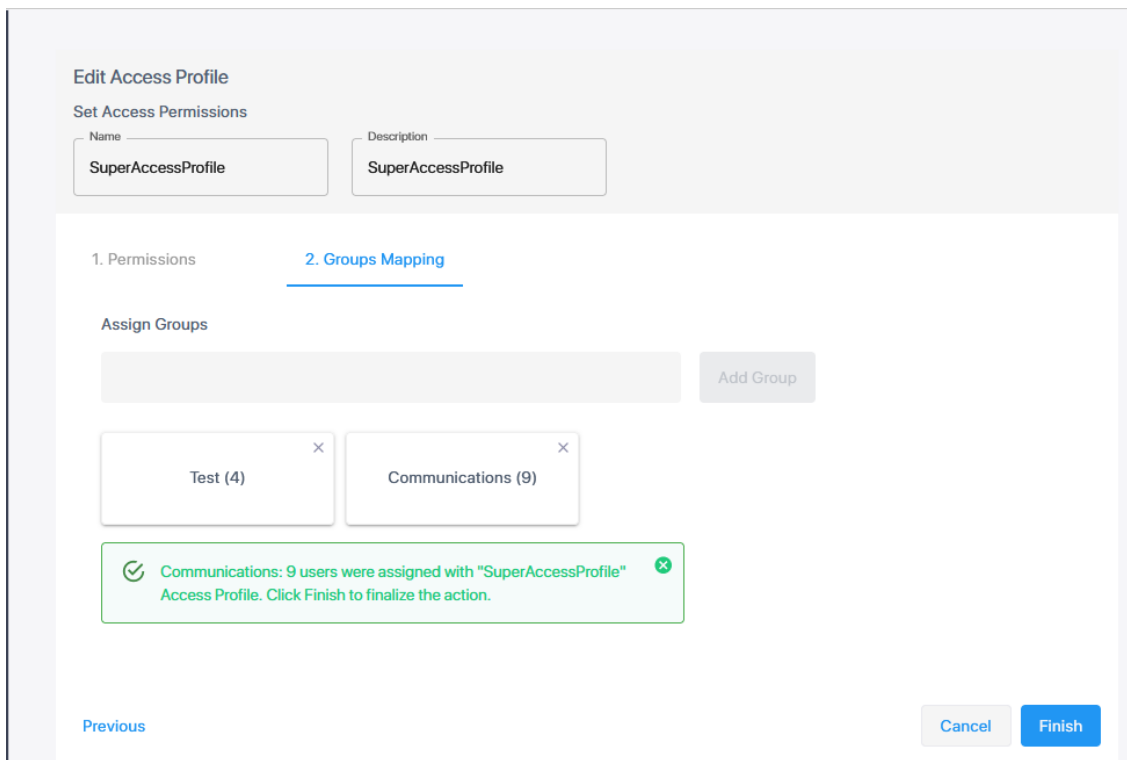 Edit Access Profile
Set Access Permissions
Name
SuperAccessProfile
Description
SuperAccessProfile
1. Permissions
2. Groups Mapping
Assign Groups
Add Group
Test (4)
Communications (9)
Communications: 9 users were assigned with "SuperAccessProfile"
Access Profile. Click Finish to finalize the action.
Previous
Cancel
Finish